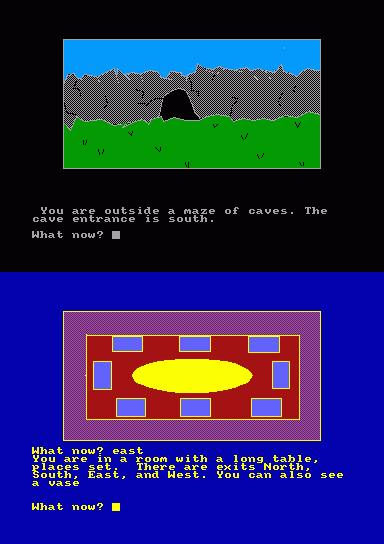 You are outside a maze of caves. The
cave entrance is south.
What now?
What now? east
You are in a room with a long table,
places set.  There are exits North,
South, East, and West. You can also see
a vase
What now?